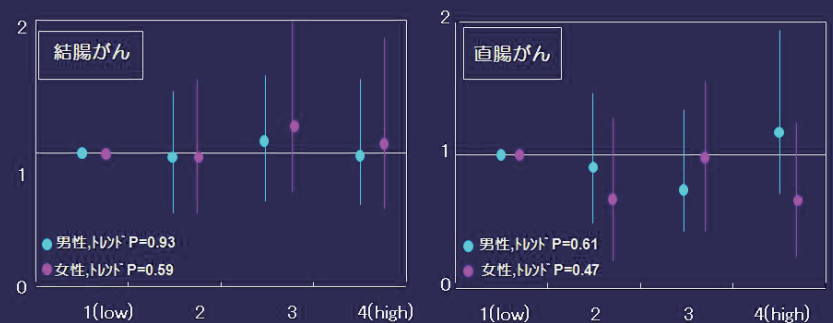 2
結腸がん
1
男性,ﾄﾚﾝﾄﾞ P=0.93
女性,ﾄﾚﾝﾄﾞ P=0.59
0
1(low)
2
3
4(high)
2
直腸がん
1
男性,ﾄﾚﾝﾄﾞ P=0.61
女性,ﾄﾚﾝﾄﾞ P=0.47
0
1(low)
2
3
4(high)